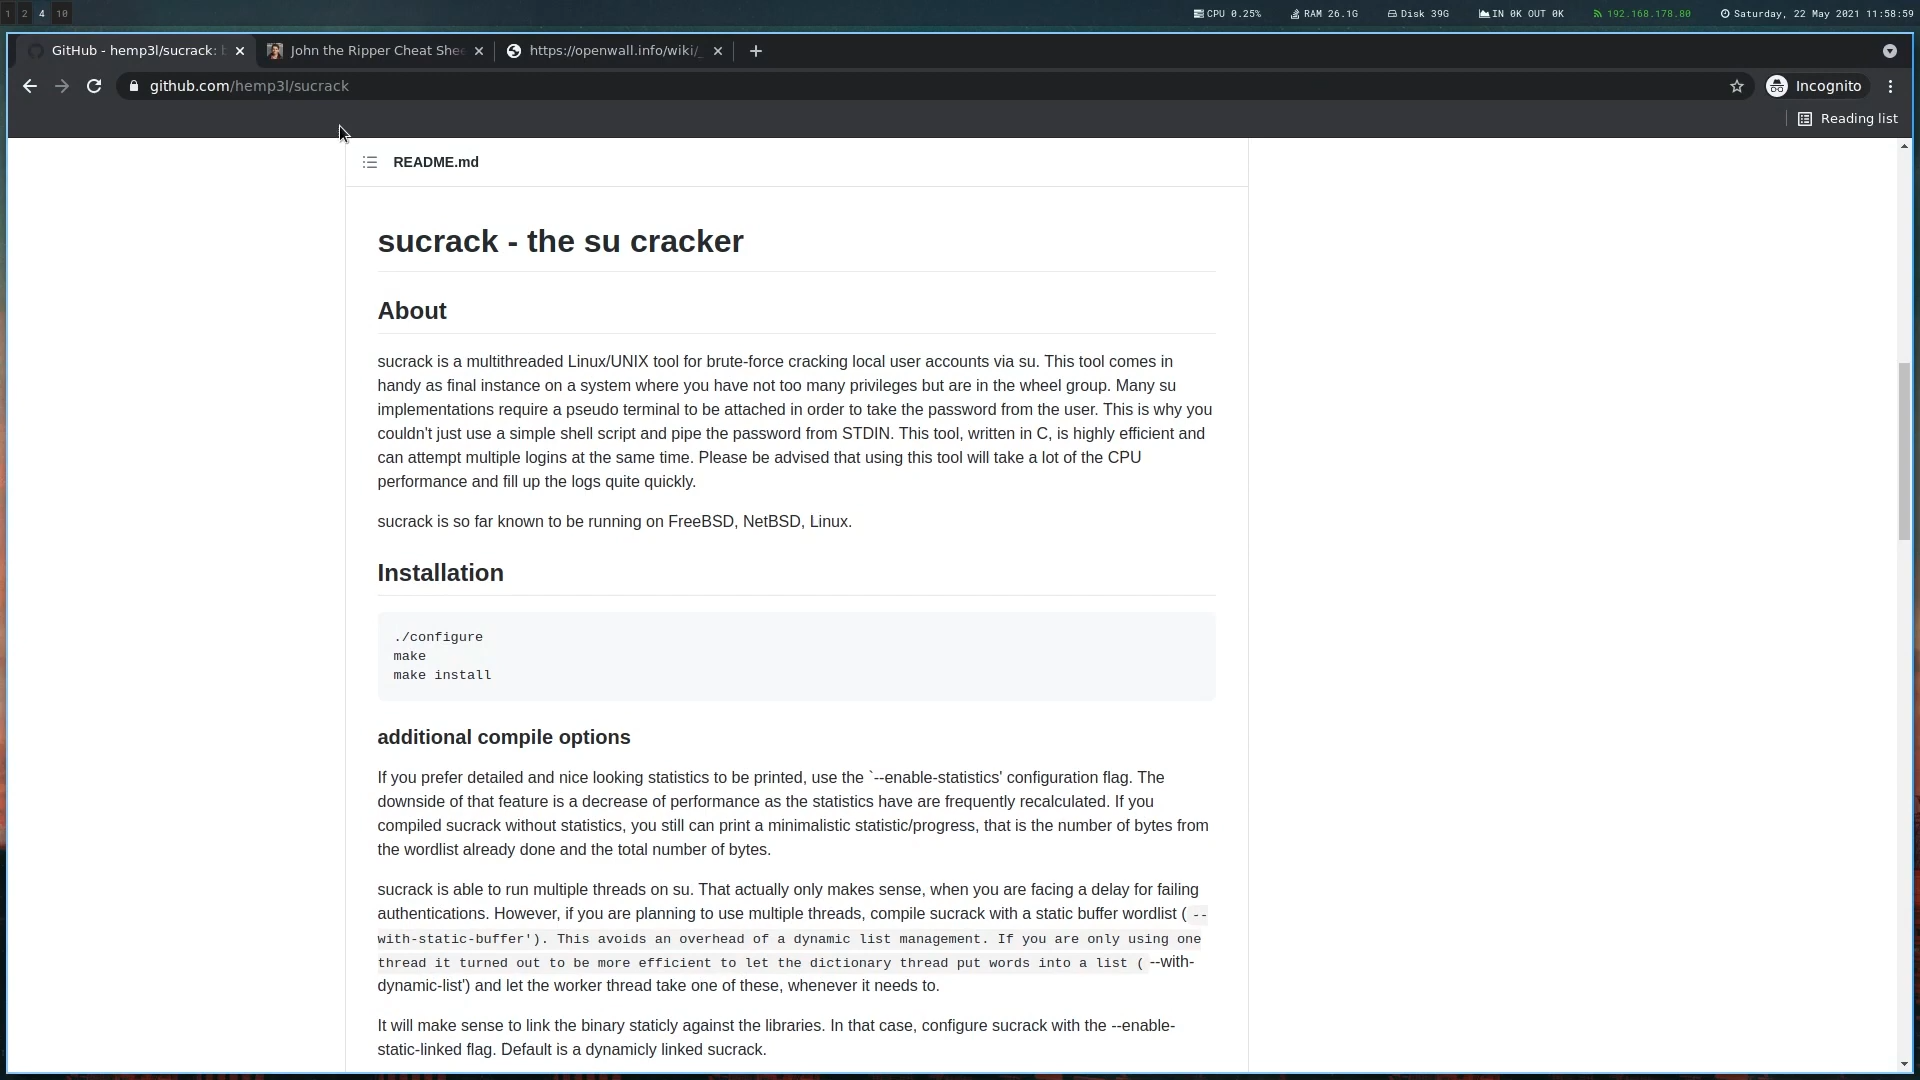 1 2 4 10 CPU 0.25% RAM 26.1G Disk 39G IN 0K OUT 0K 192.168.178.80 Saturday, 22 May 2021 11:58:59
GitHub - hemp3l/sucrack: b John the Ripper Cheat Shee https://openwall.info/wiki/_
github.com/hemp3l/sucrack Incognito
Reading list
README.md
sucrack - the su cracker
About
sucrack is a multithreaded Linux/UNIX tool for brute-force cracking local user accounts via su. This tool comes in
handy as final instance on a system where you have not too many privileges but are in the wheel group. Many su
implementations require a pseudo terminal to be attached in order to take the password from the user. This is why you
couldn't just use a simple shell script and pipe the password from STDIN. This tool, written in C, is highly efficient and
can attempt multiple logins at the same time. Please be advised that using this tool will take a lot of the CPU
performance and fill up the logs quite quickly.
sucrack is so far known to be running on FreeBSD, NetBSD, Linux.
Installation
./configure
make
make install
additional compile options
If you prefer detailed and nice looking statistics to be printed, use the `--enable-statistics' configuration flag. The
downside of that feature is a decrease of performance as the statistics have are frequently recalculated. If you
compiled sucrack without statistics, you still can print a minimalistic statistic/progress, that is the number of bytes from
the wordlist already done and the total number of bytes.
sucrack is able to run multiple threads on su. That actually only makes sense, when you are facing a delay for failing
authentications. However, if you are planning to use multiple threads, compile sucrack with a static buffer wordlist ( --
with-static-buffer'). This avoids an overhead of a dynamic list management. If you are only using one
thread it turned out to be more efficient to let the dictionary thread put words into a list ( --with-
dynamic-list') and let the worker thread take one of these, whenever it needs to.
It will make sense to link the binary staticly against the libraries. In that case, configure sucrack with the --enable-
static-linked flag. Default is a dynamicly linked sucrack.